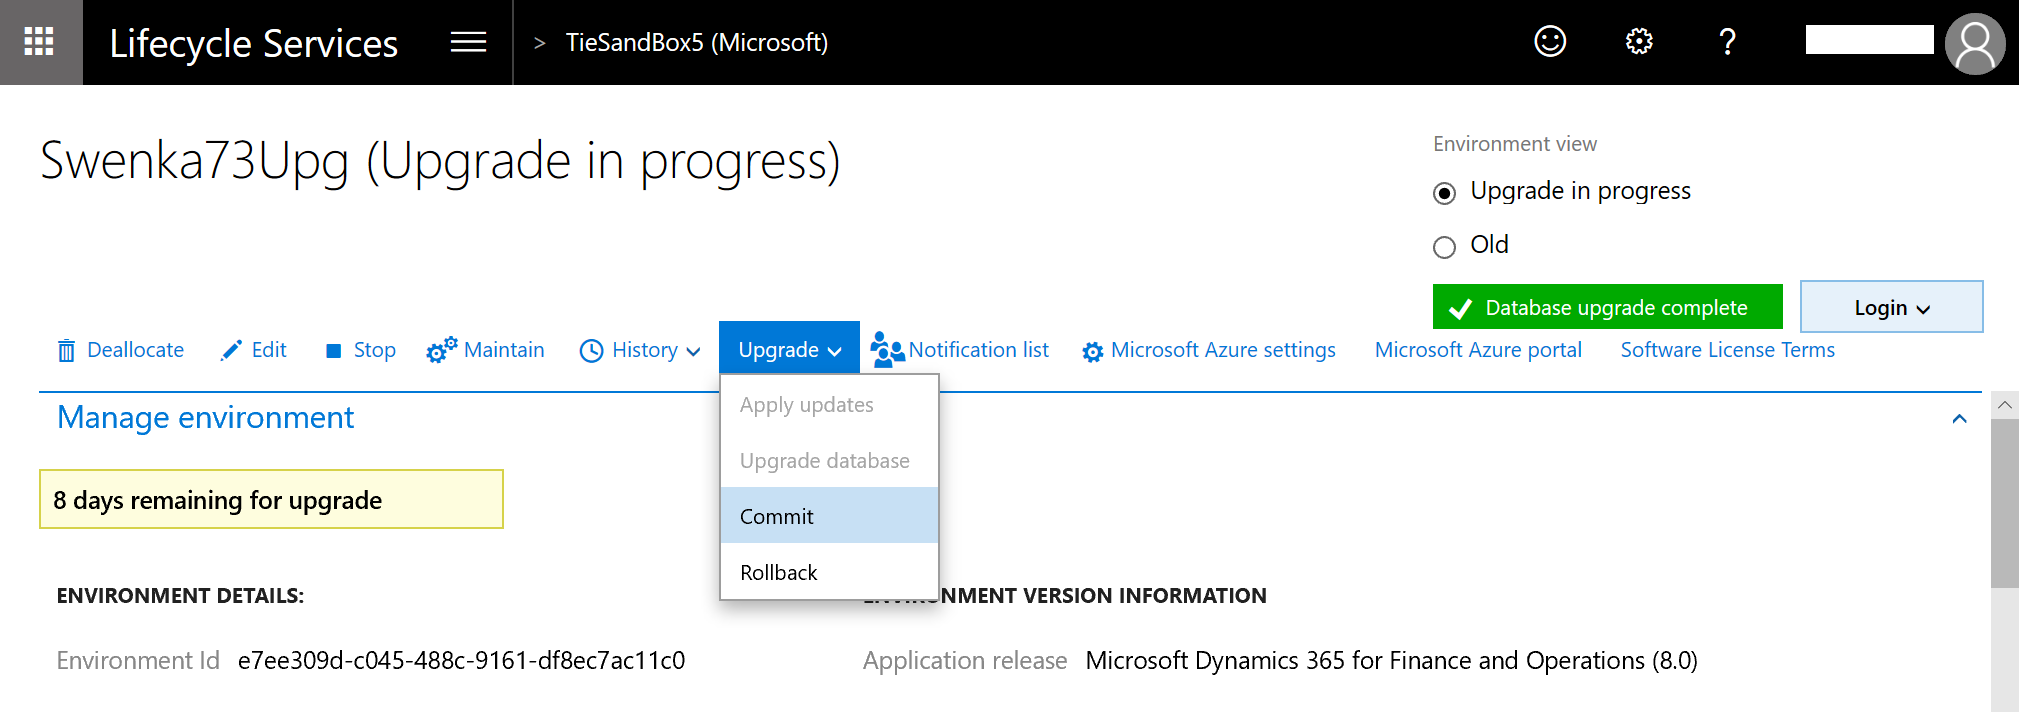 Lifecycle Services > TieSandBox5 (Microsoft) ?
Swenka73Upg (Upgrade in progress)
Environment view
Upgrade in progress
Old
Database upgrade complete
Login
Deallocate Edit Stop Maintain History Upgrade Notification list Microsoft Azure settings Microsoft Azure portal Software License Terms
Apply updates
Upgrade database
Commit
Rollback
Manage environment
8 days remaining for upgrade
ENVIRONMENT DETAILS:
ENVIRONMENT VERSION INFORMATION
Environment Id e7ee309d-c045-488c-9161-df8ec7ac11c0
Application release Microsoft Dynamics 365 for Finance and Operations (8.0)